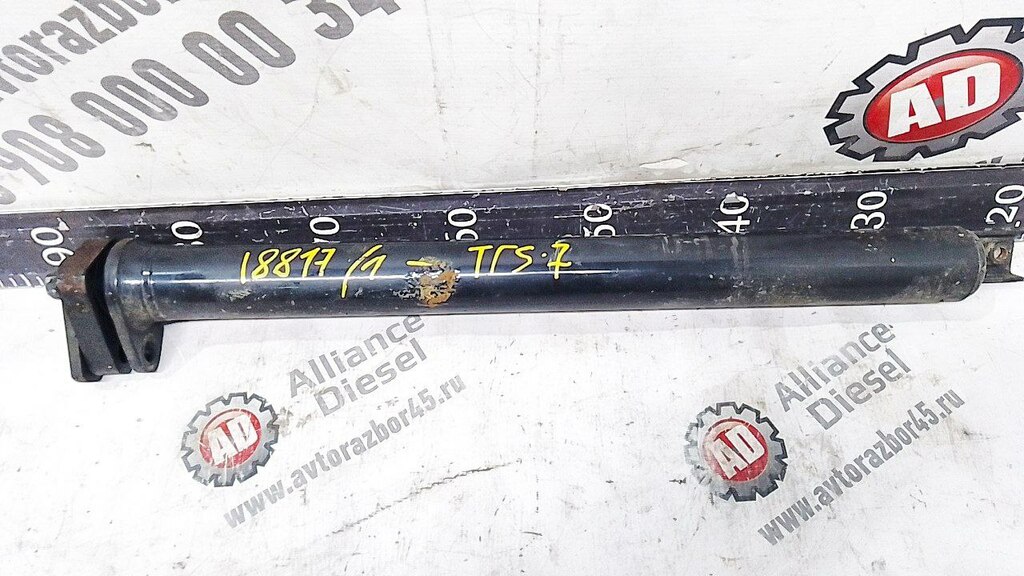 avtorazbor
908 000 00 34
AD
90 80 70 60 50 40 30 20
18817/1 - TГS.7
Alliance
Diesel
AD
www.avtorazbor45.ru
Alliance
Diesel
AD
www.avtorazbor45.ru